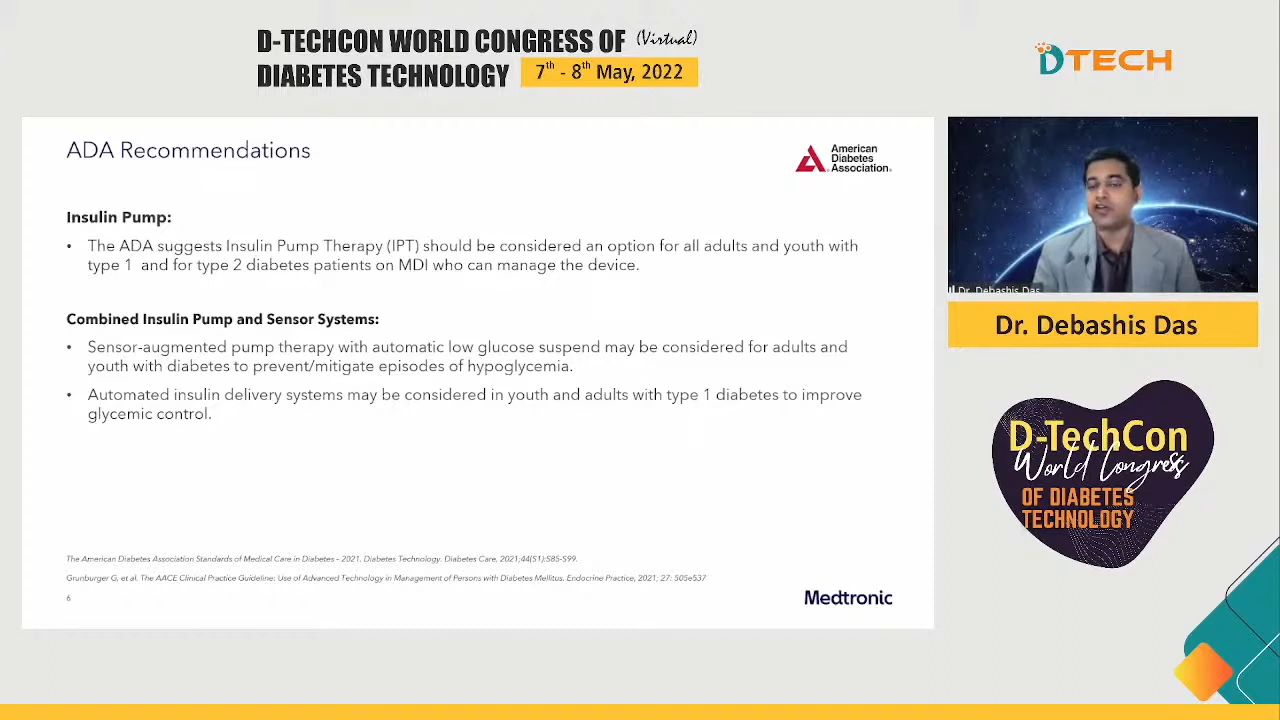 D-TECHCON WORLD CONGRESS OF (Virtual)
DIABETES TECHNOLOGY 7th - 8th May, 2022
DTECH
ADA Recommendations
American
Diabetes
Association®
Insulin Pump:
• The ADA suggests Insulin Pump Therapy (IPT) should be considered an option for all adults and youth with
type 1 and for type 2 diabetes patients on MDI who can manage the device.
Combined Insulin Pump and Sensor Systems:
• Sensor-augmented pump therapy with automatic low glucose suspend may be considered for adults and
youth with diabetes to prevent/mitigate episodes of hypoglycemia.
• Automated insulin delivery systems may be considered in youth and adults with type 1 diabetes to improve
glycemic control.
The American Diabetes Association Standards of Medical Care in Diabetes – 2021. Diabetes Technology. Diabetes Care, 2021;44(S1):S85-S99.
Grunburger G, et al. The AACE Clinical Practice Guideline: Use of Advanced Technology in Management of Persons with Diabetes Mellitus. Endocrine Practice, 2021; 27: 505e537
6
Medtronic
Dr. Debashis Das
Dr. Debashis Das
D-TechCon
World Congress
OF DIABETES
TECHNOLOGY